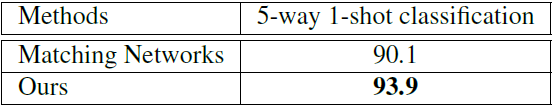 Methods 5-way 1-shot classification
Matching Networks 90.1
Ours 93.9